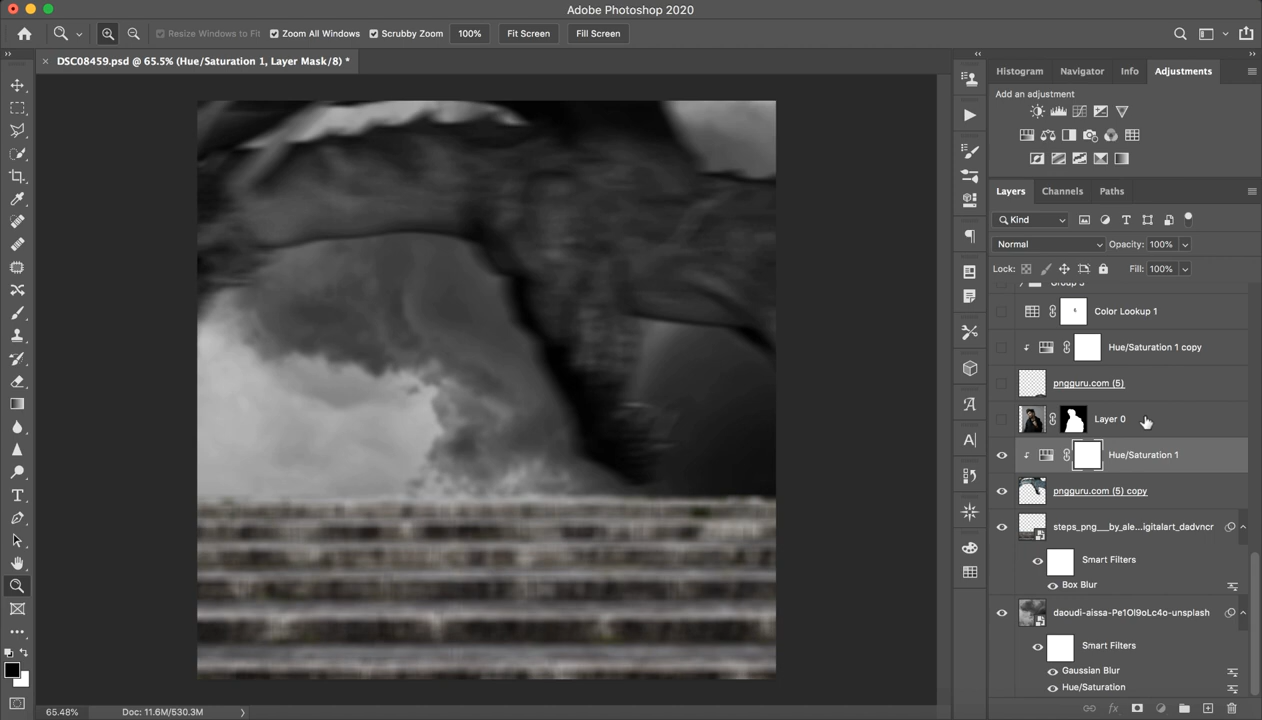 Adobe Photoshop 2020
Resize Windows to Fit
Zoom All Windows
Scrubby Zoom
100%
Fit Screen
Fill Screen
DSC08459.psd @ 65.5% (Hue/Saturation 1, Layer Mask/8) *
Histogram
Navigator
Info
Adjustments
Add an adjustment
Layers
Channels
Paths
Kind
Normal
Opacity: 100%
Lock:
Fill: 100%
Color Lookup 1
Hue/Saturation 1 copy
pngguru.com (5)
Layer 0
Hue/Saturation 1
pngguru.com (5) copy
steps_png___by_ale...igitalart_dadvncr
Smart Filters
Box Blur
daoudi-aissa-Pe1Ol9oLc4o-unsplash
Smart Filters
Gaussian Blur
Hue/Saturation
65.48%
Doc: 11.6M/530.3M